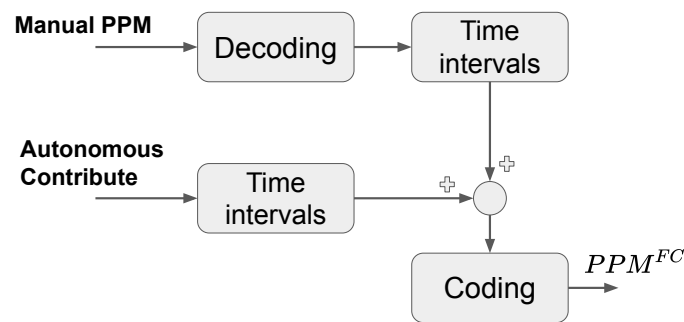 Manual PPM
Decoding
Time
intervals
Autonomous
Contribute
Time
intervals
Coding
PPM^{FC}